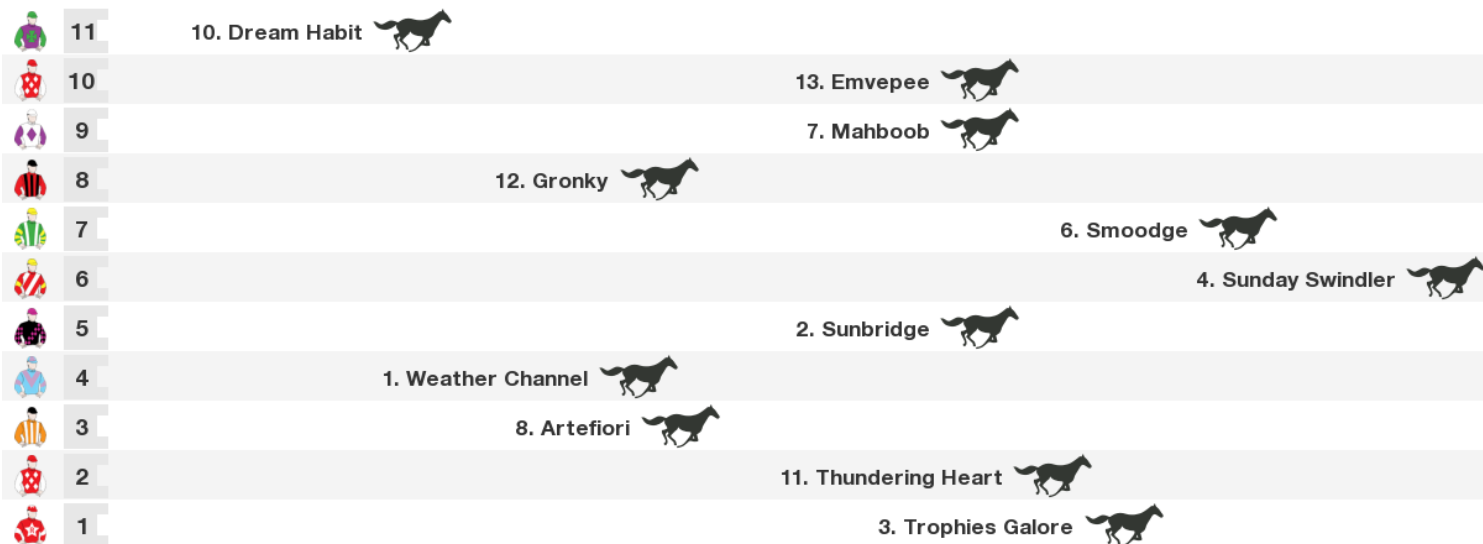 11 10. Dream Habit
10 13. Emvepee
9 7. Mahboob
8 12. Gronky
7 6. Smoodge
6 4. Sunday Swindler
5 2. Sunbridge
4 1. Weather Channel
3 8. Artefiori
2 11. Thundering Heart
1 3. Trophies Galore